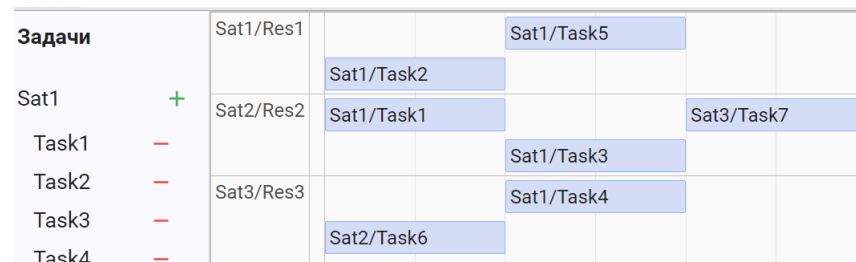 Задачи
Sat1 +
Task1 −
Task2 −
Task3 −
Task4 −
Sat1/Res1
Sat1/Task5
Sat1/Task2
Sat2/Res2
Sat1/Task1
Sat3/Task7
Sat1/Task3
Sat3/Res3
Sat1/Task4
Sat2/Task6